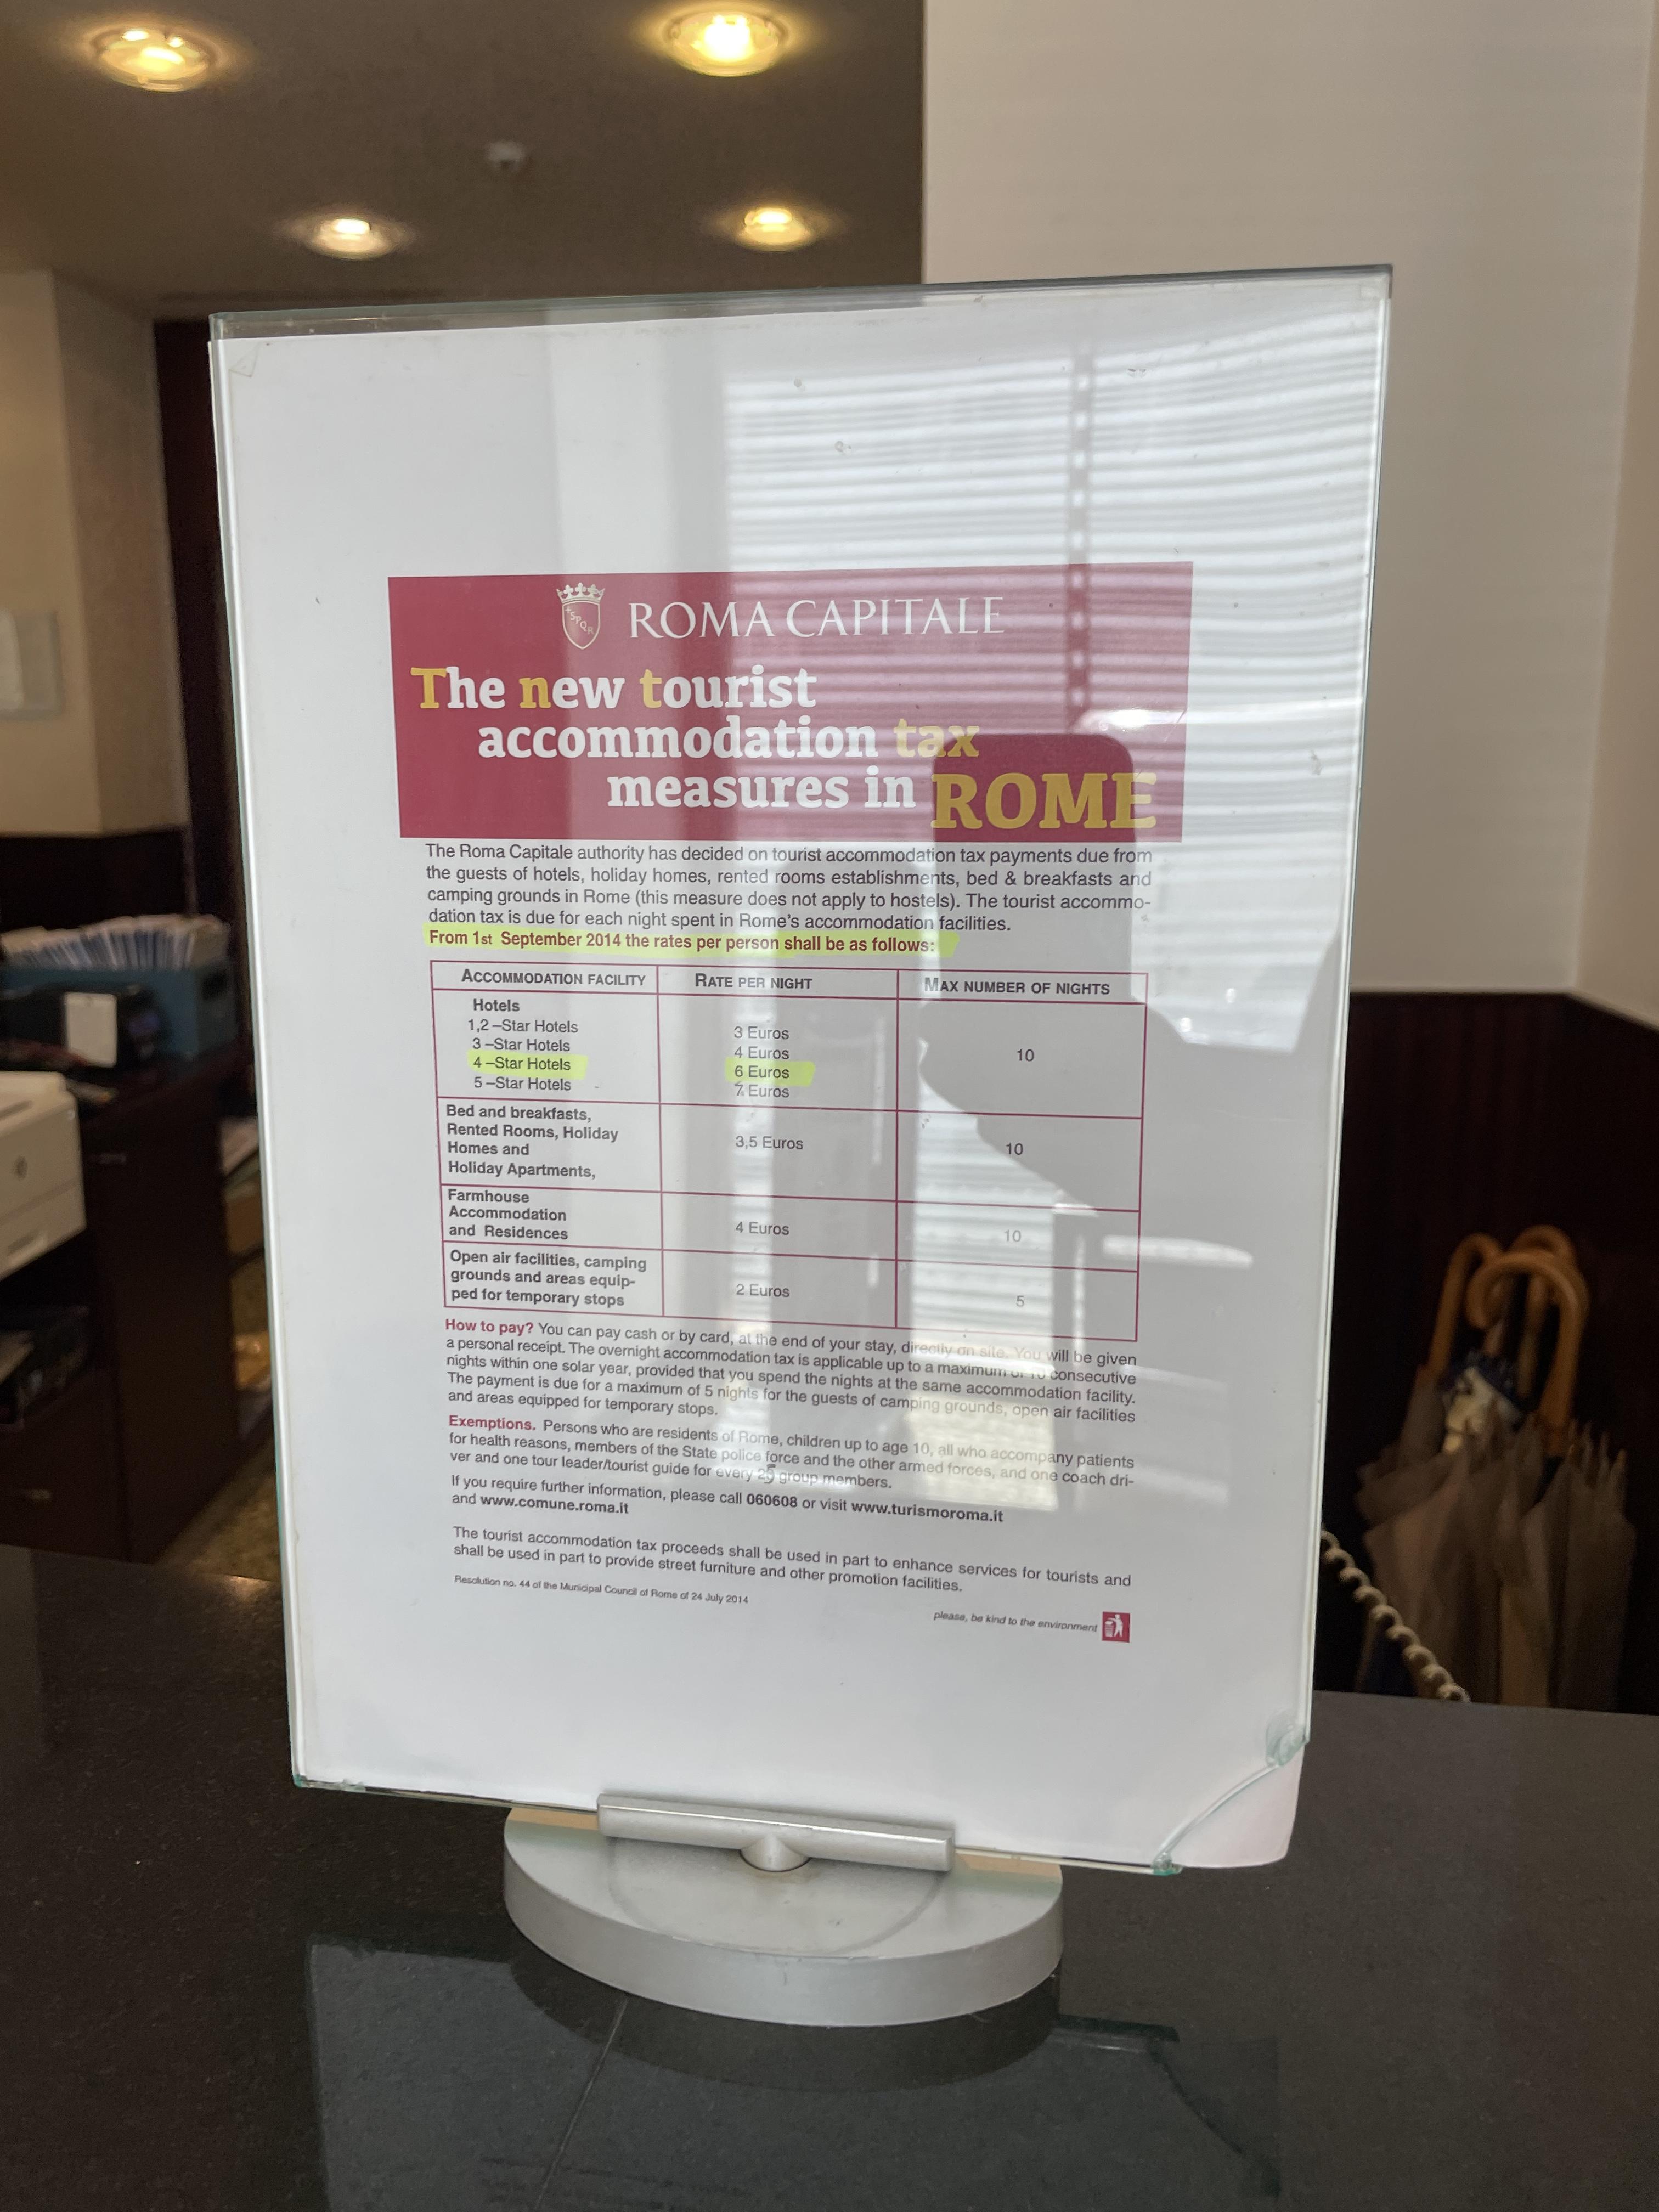 SPQR
ROMA CAPITALE
The new tourist
accommodation tax
measures in ROME
The Roma Capitale authority has decided on tourist accommodation tax payments due from
the guests of hotels, holiday homes, rented rooms establishments, bed & breakfasts and
camping grounds in Rome (this measure does not apply to hostels). The tourist accommo-
dation tax is due for each night spent in Rome's accommodation facilities.
From 1st September 2014 the rates per person shall be as follows:
ACCOMMODATION FACILITY RATE PER NIGHT MAX NUMBER OF NIGHTS
Hotels
1,2 –Star Hotels 3 Euros
3 –Star Hotels 4 Euros 10
4 –Star Hotels 6 Euros
5 –Star Hotels 7 Euros
Bed and breakfasts,
Rented Rooms, Holiday 3,5 Euros 10
Homes and
Holiday Apartments,
Farmhouse
Accommodation 4 Euros 10
and Residences
Open air facilities, camping
grounds and areas equip- 2 Euros 5
ped for temporary stops
How to pay? You can pay cash or by card, at the end of your stay, directly on site. You will be given
a personal receipt. The overnight accommodation tax is applicable up to a maximum of 10 consecutive
nights within one solar year, provided that you spend the nights at the same accommodation facility.
The payment is due for a maximum of 5 nights for the guests of camping grounds, open air facilities
and areas equipped for temporary stops.
Exemptions. Persons who are residents of Rome, children up to age 10, all who accompany patients
for health reasons, members of the State police force and the other armed forces, and one coach dri-
ver and one tour leader/tourist guide for every 25 group members.
If you require further information, please call 060608 or visit www.turismoroma.it
and www.comune.roma.it
The tourist accommodation tax proceeds shall be used in part to enhance services for tourists and
shall be used in part to provide street furniture and other promotion facilities.
Resolution no. 44 of the Municipal Council of Rome of 24 July 2014
please, be kind to the environment